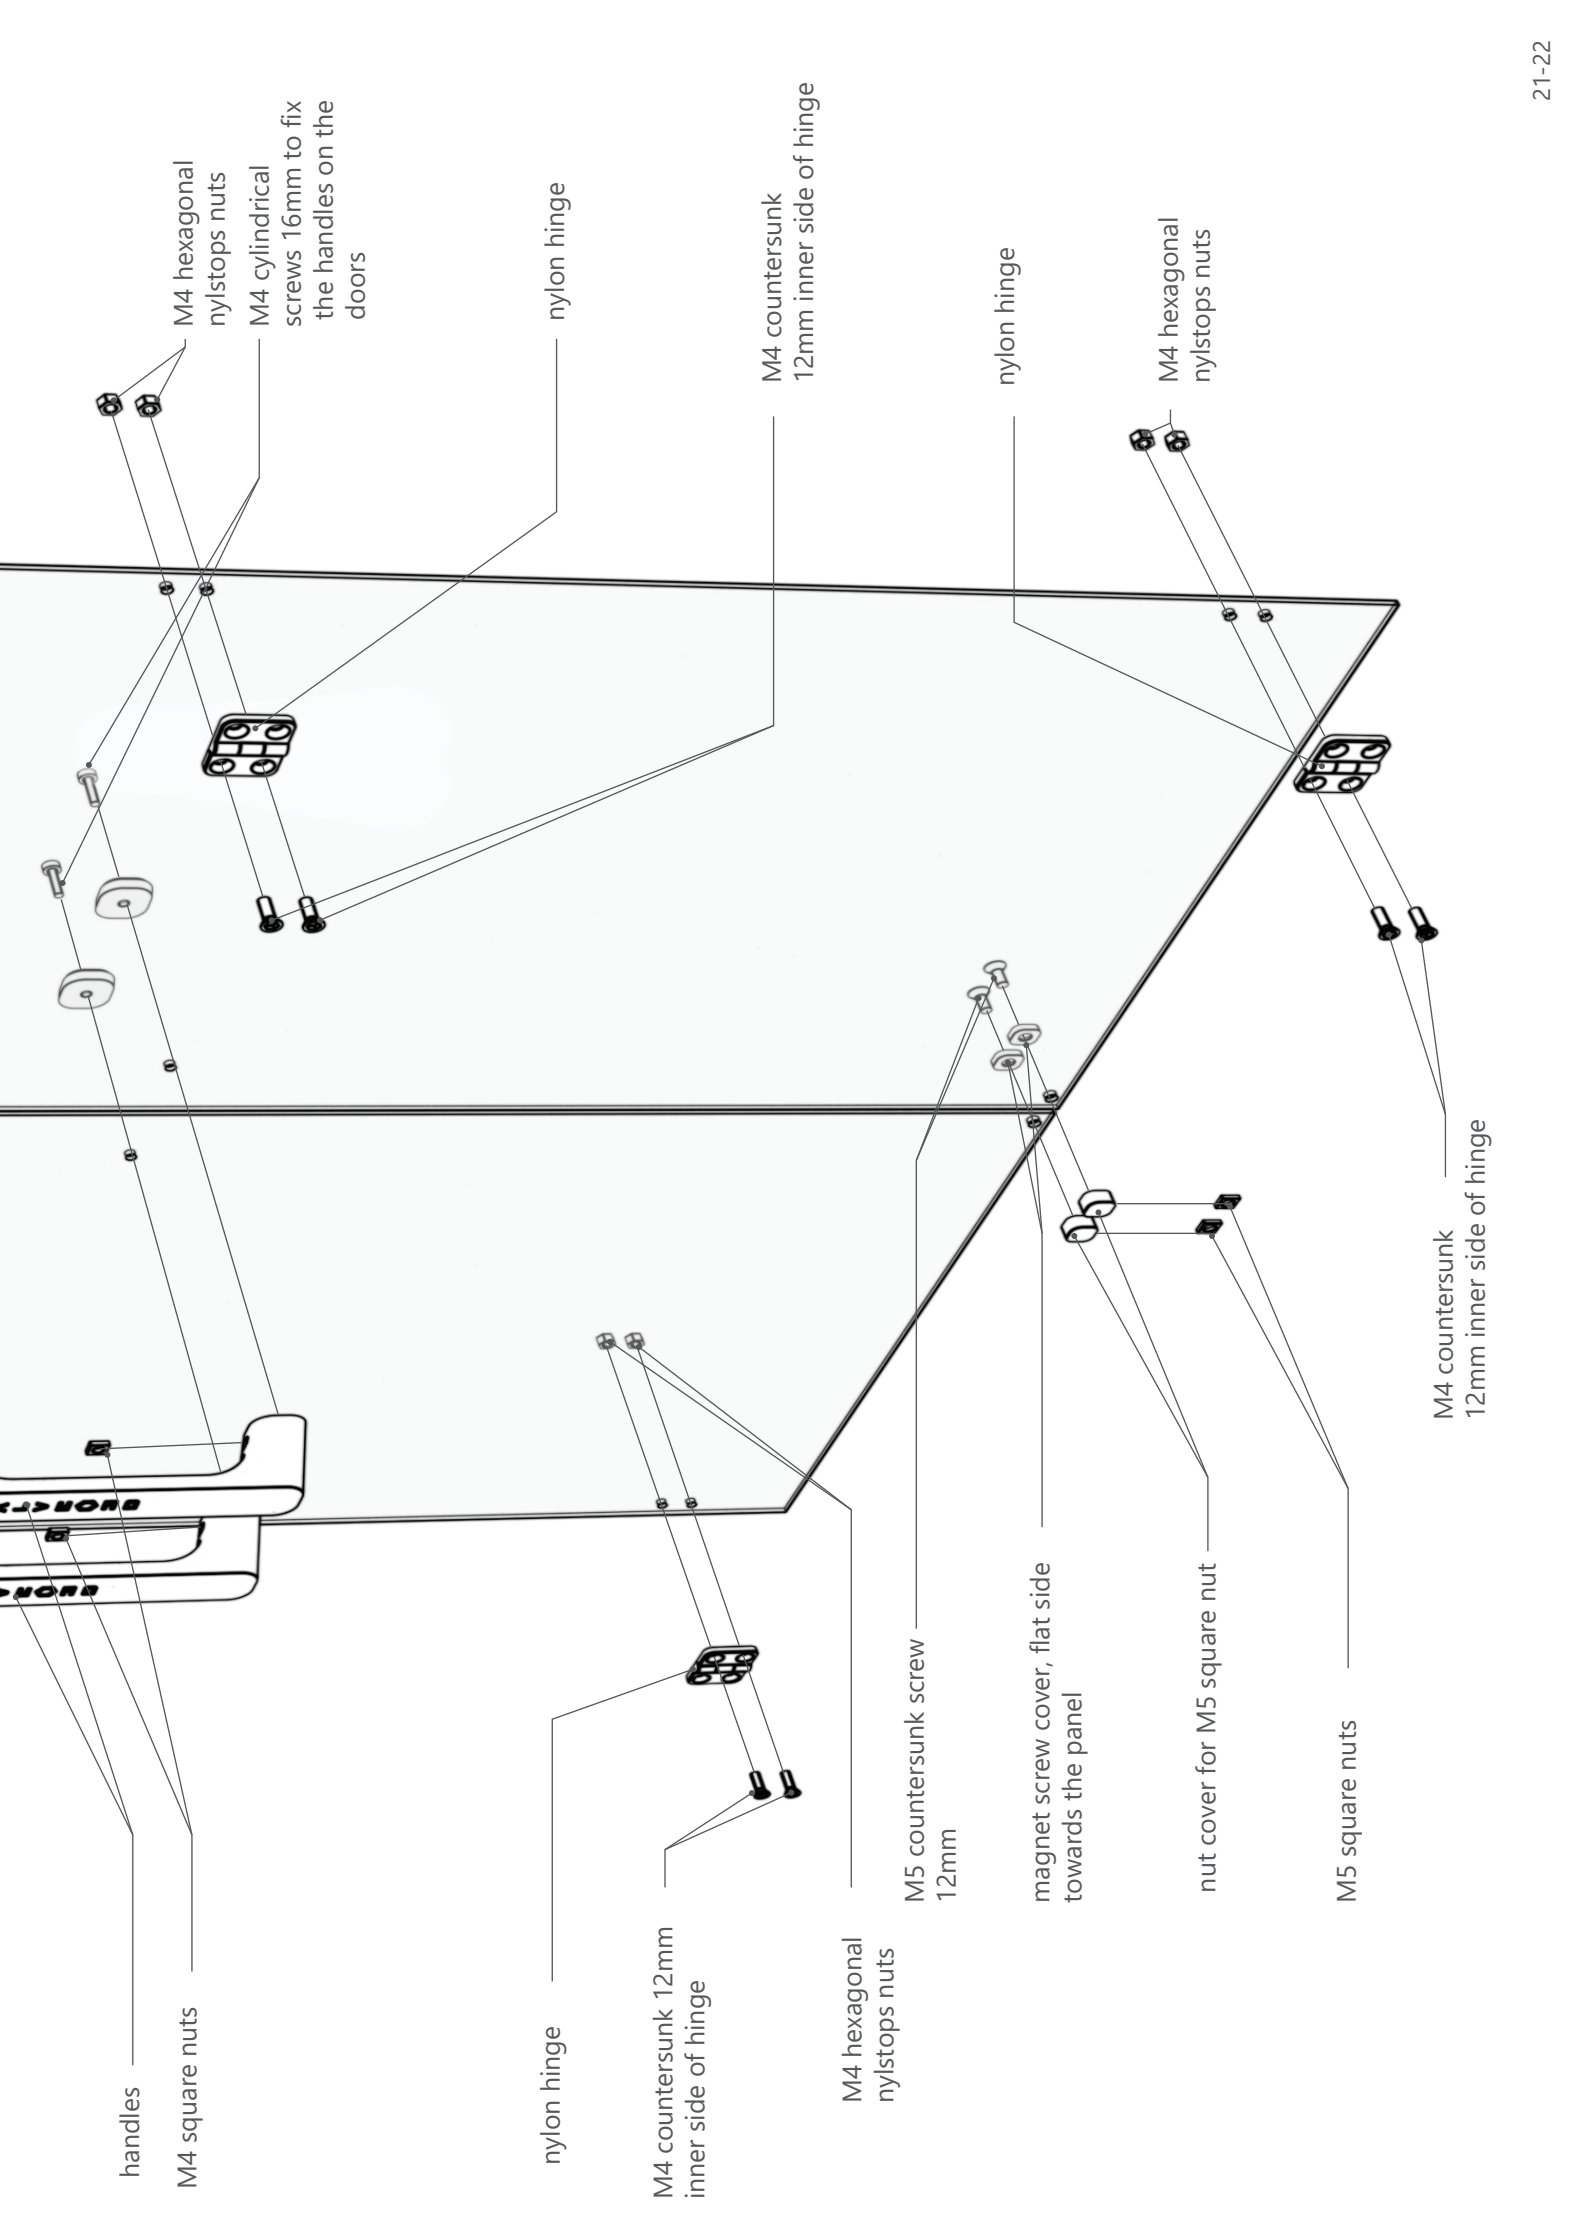 handles
M4 square nuts
nylon hinge
M4 countersunk 12mm
inner side of hinge
M4 hexagonal
nylstops nuts
M5 countersunk screw
12mm
magnet screw cover, flat side
towards the panel
nut cover for M5 square nut
M5 square nuts
M4 countersunk
12mm inner side of hinge
M4 hexagonal
nylstops nuts
M4 cylindrical
screws 16mm to fix
the handles on the
doors
nylon hinge
M4 countersunk
12mm inner side of hinge
nylon hinge
M4 hexagonal
nylstops nuts
21-22